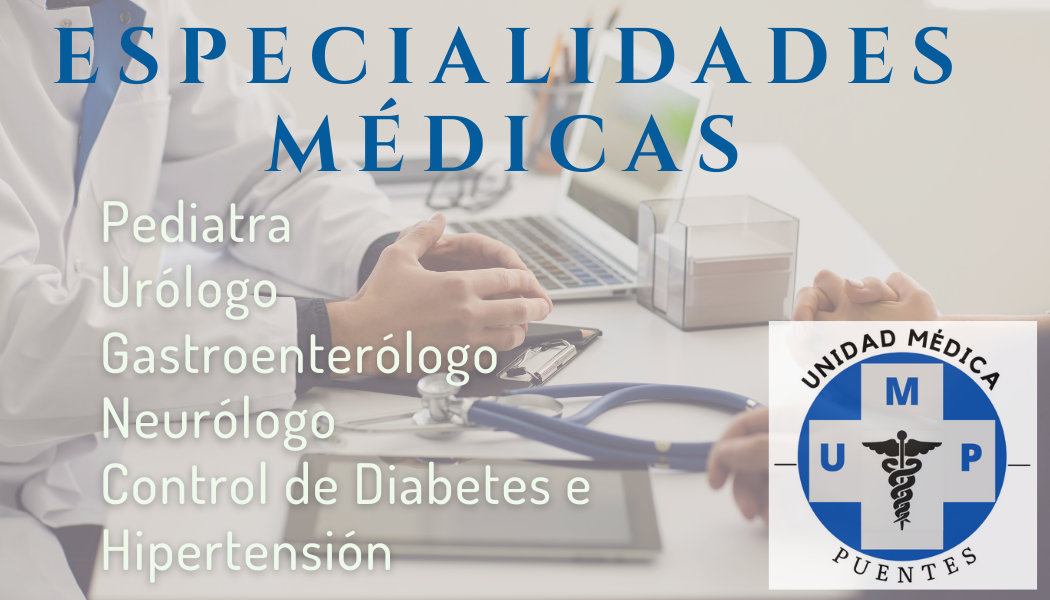 ESPECIALIDADES
MÉDICAS
Pediatra
Urólogo
Gastroenterólogo
Neurólogo
Control de Diabetes e
Hipertensión
UNIDAD MÉDICA
M
U P
PUENTES